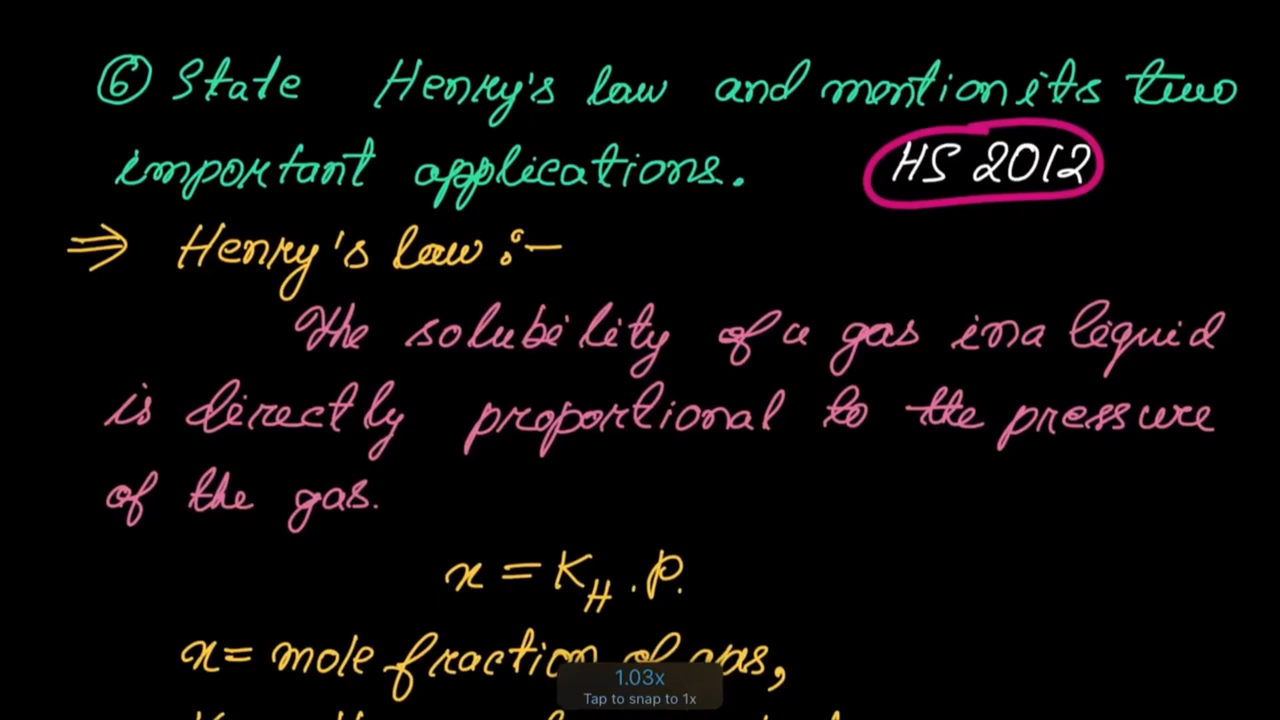 ⑥ State Henry's law and mention its two
important applications. HS 2012
⇒ Henry's law :-
The solubility of a gas in a liquid
is directly proportional to the pressure
of the gas.
x = K_H . p.
x = mole fraction of gas,
1.03x
Tap to snap to 1x